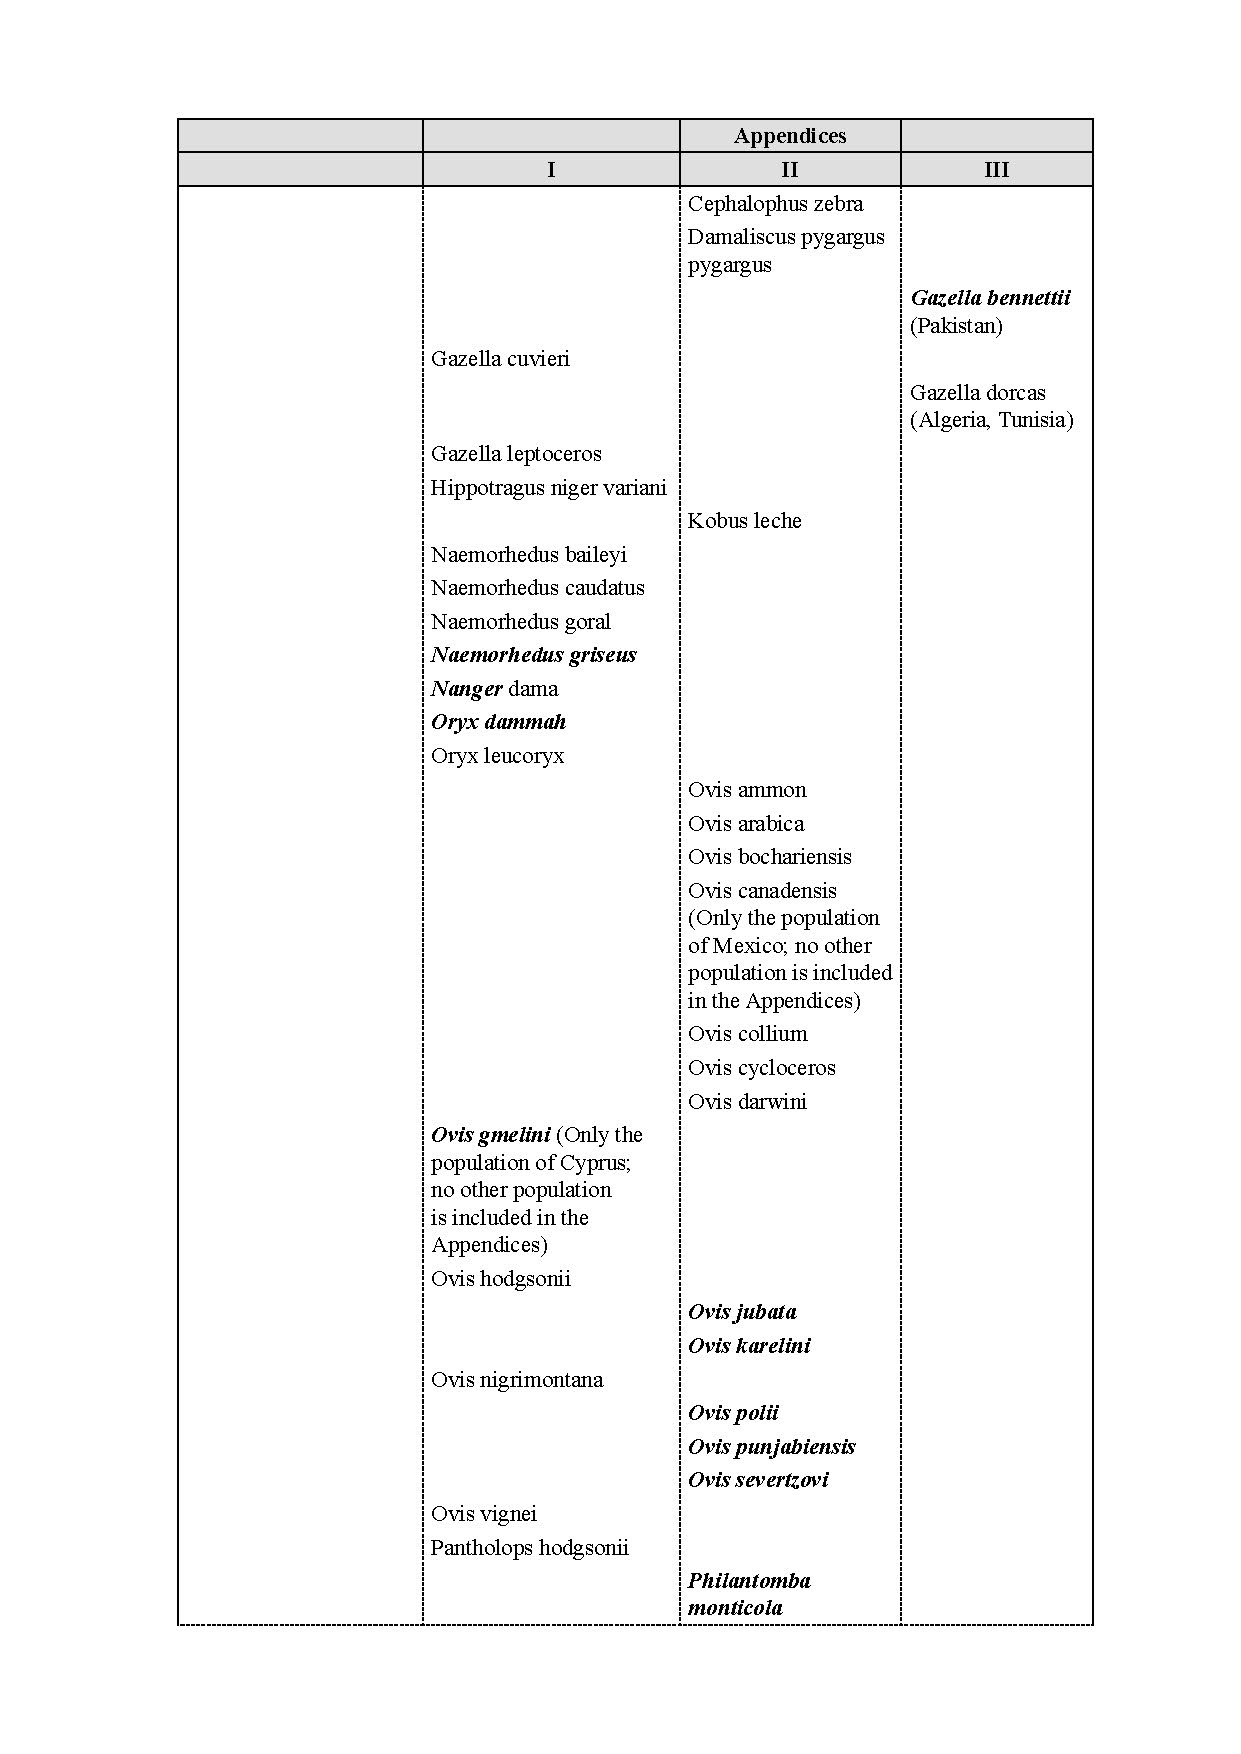 Appendices
I II III
Cephalophus zebra
Damaliscus pygargus
pygargus
Gazella bennettii
(Pakistan)
Gazella cuvieri
Gazella dorcas
(Algeria, Tunisia)
Gazella leptoceros
Hippotragus niger variani
Kobus leche
Naemorhedus baileyi
Naemorhedus caudatus
Naemorhedus goral
Naemorhedus griseus
Nanger dama
Oryx dammah
Oryx leucoryx
Ovis ammon
Ovis arabica
Ovis bochariensis
Ovis canadensis
(Only the population
of Mexico; no other
population is included
in the Appendices)
Ovis collium
Ovis cycloceros
Ovis darwini
Ovis gmelini (Only the
population of Cyprus;
no other population
is included in the
Appendices)
Ovis hodgsonii
Ovis jubata
Ovis karelini
Ovis nigrimontana
Ovis polii
Ovis punjabiensis
Ovis severtzovi
Ovis vignei
Pantholops hodgsonii
Philantomba
monticola